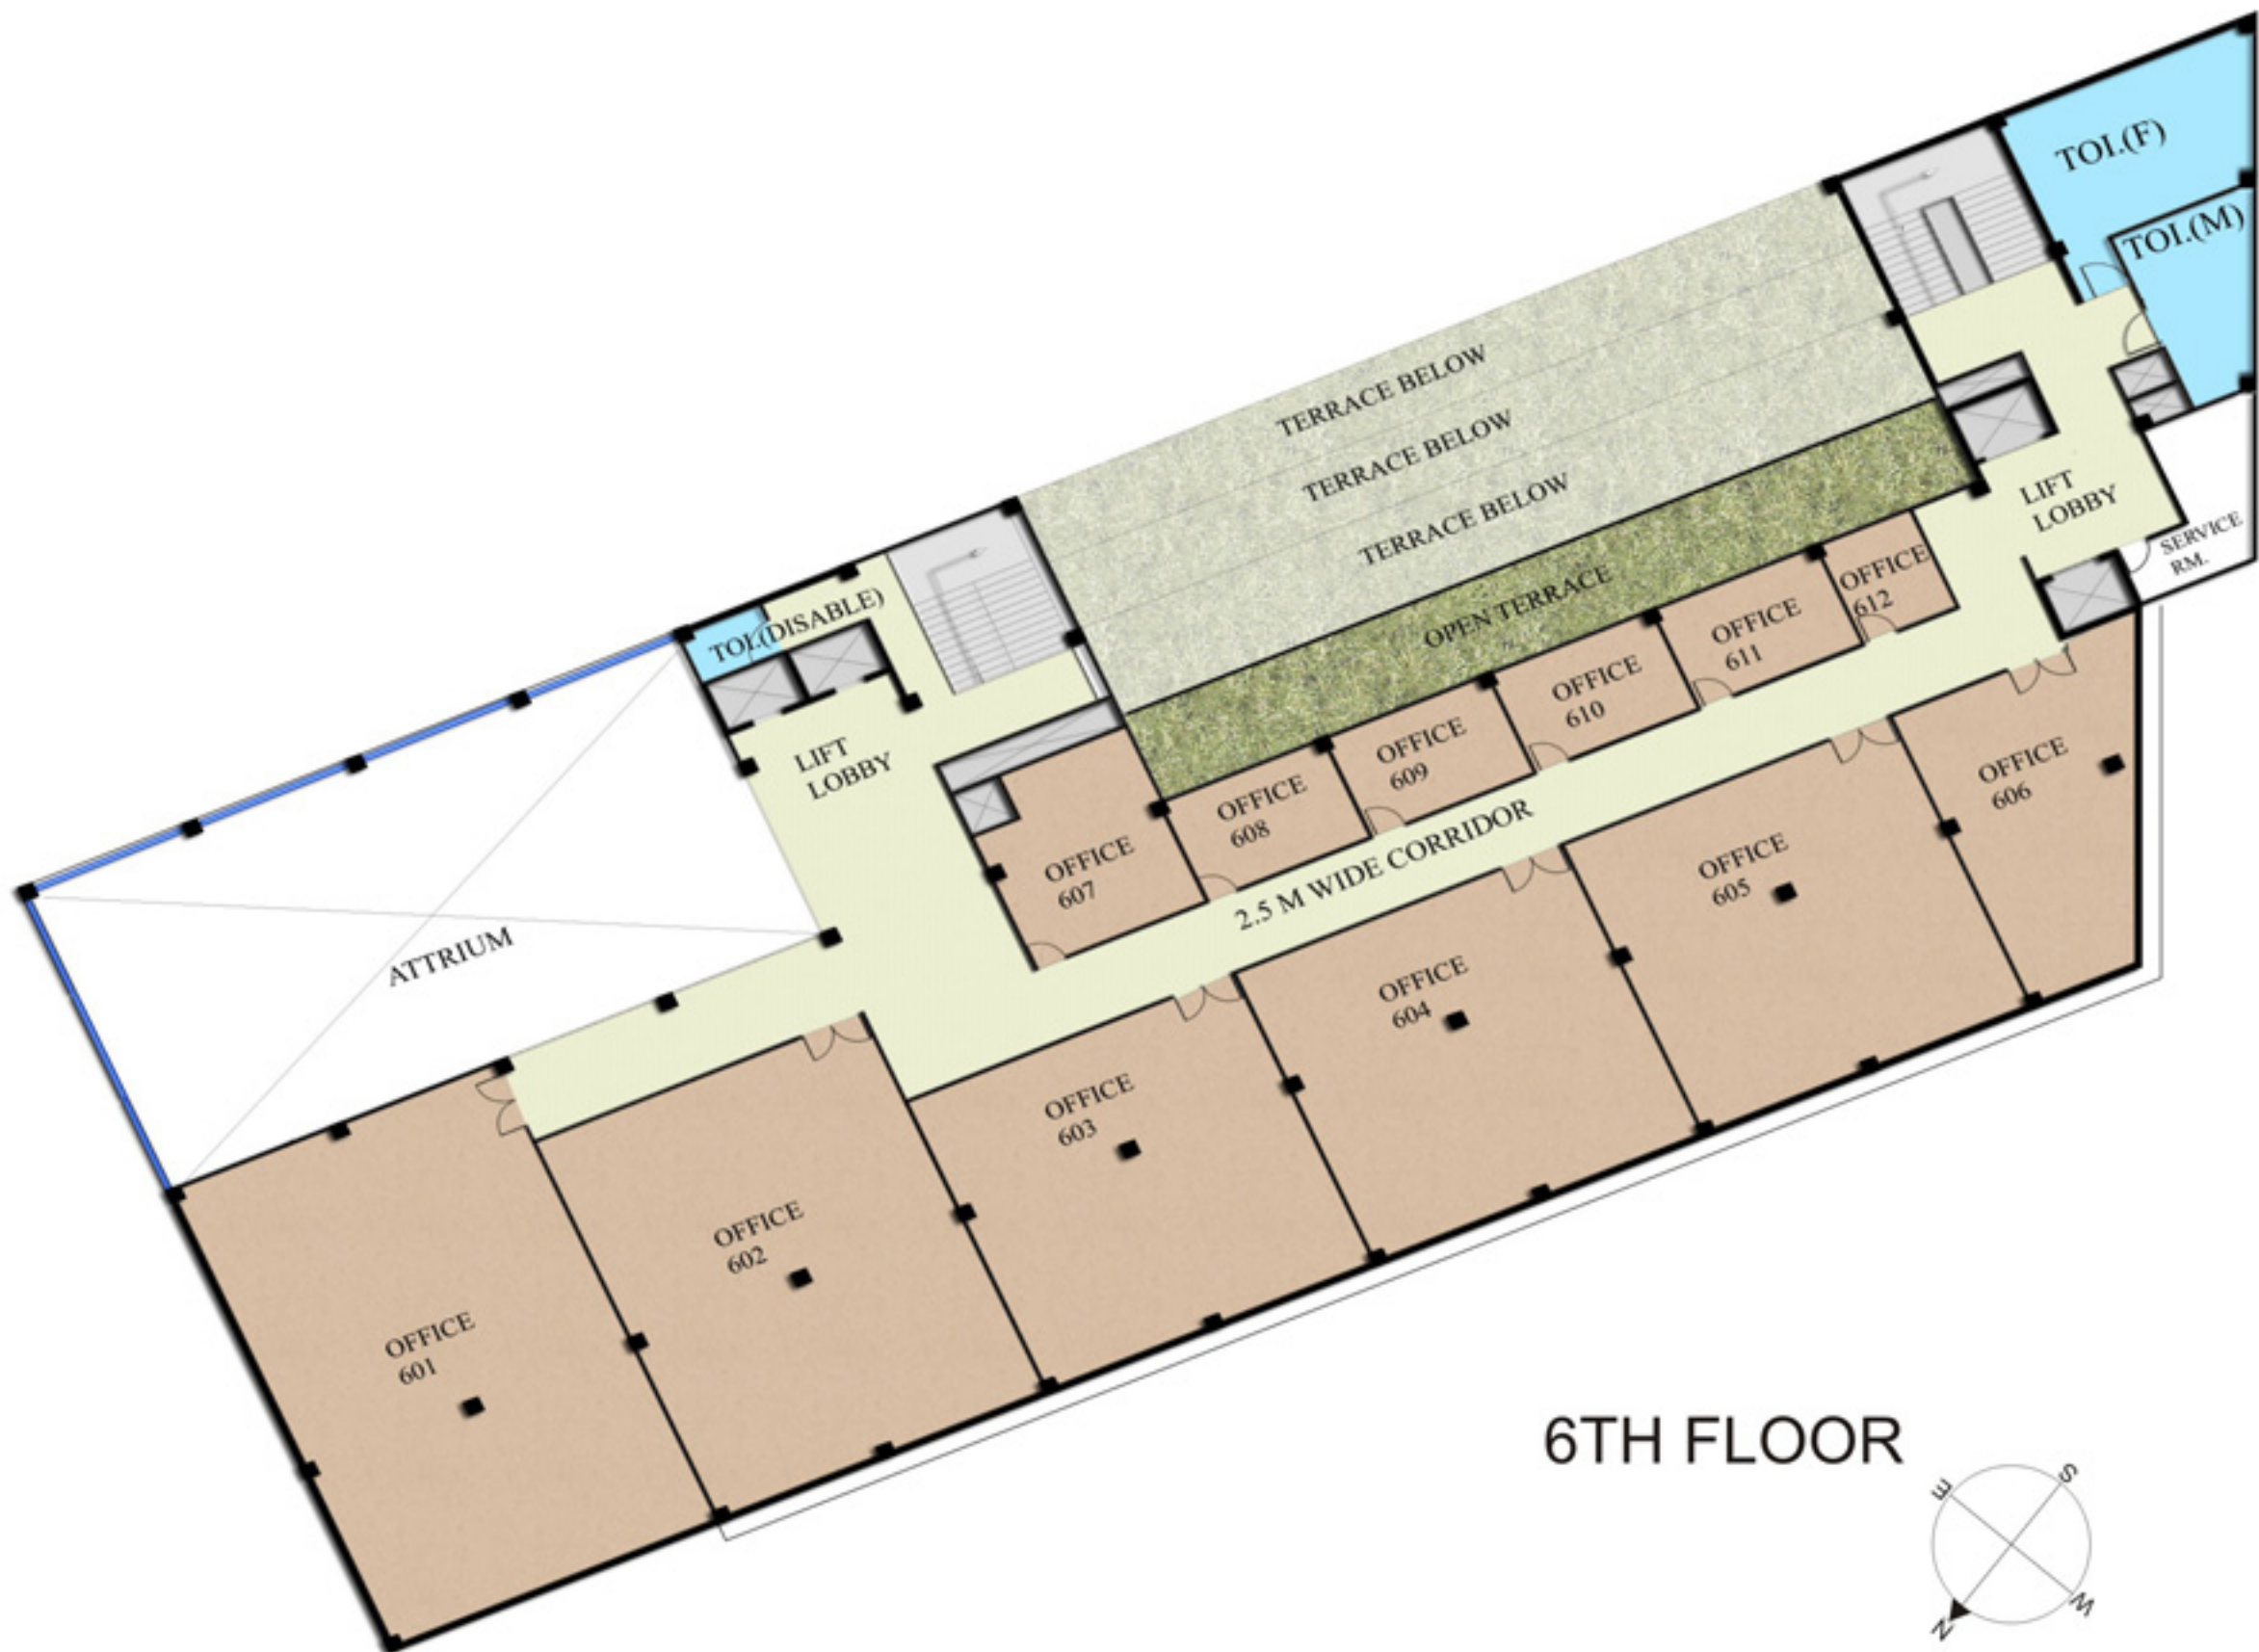 TOI.(F)
TOI.(M)
TERRACE BELOW
TERRACE BELOW
TERRACE BELOW
OPEN TERRACE
LIFT
LOBBY
SERVICE
RM.
TOI.(DISABLE)
LIFT
LOBBY
OFFICE
612
OFFICE
611
OFFICE
610
OFFICE
609
OFFICE
608
OFFICE
607
2.5 M WIDE CORRIDOR
ATTRIUM
OFFICE
606
OFFICE
605
OFFICE
604
OFFICE
603
OFFICE
602
OFFICE
601
6TH FLOOR
E
S
N
W